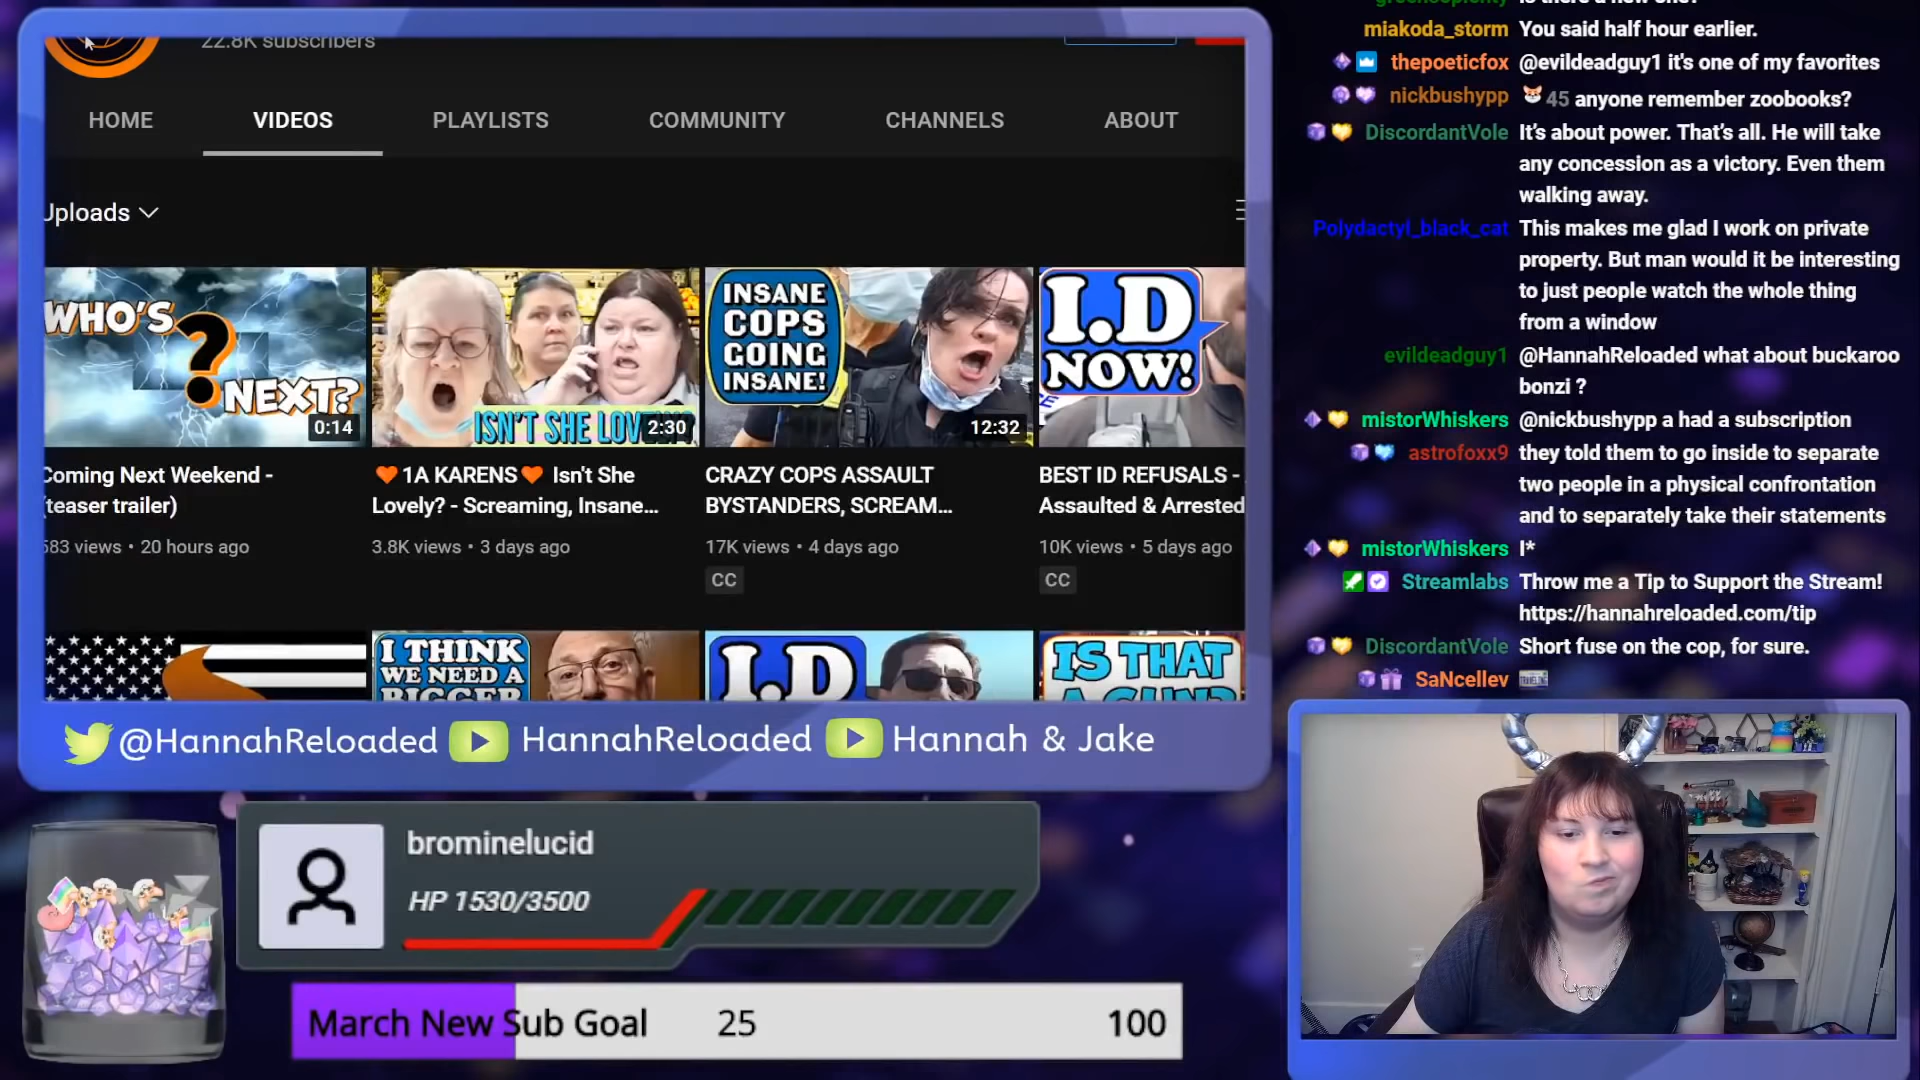 22.8K subscribers
HOME VIDEOS PLAYLISTS COMMUNITY CHANNELS ABOUT
Uploads
WHO'S
?
NEXT?
0:14
ISN'T SHE
2:30
INSANE
COPS
GOING
INSANE!
12:32
I.D
NOW!
Coming Next Weekend -
(teaser trailer)
583 views • 20 hours ago
🧡 1A KARENS🧡 Isn't She
Lovely? - Screaming, Insane...
3.8K views • 3 days ago
CRAZY COPS ASSAULT
BYSTANDERS, SCREAM...
17K views • 4 days ago
CC
BEST ID REFUSALS -
Assaulted & Arrested
10K views • 5 days ago
CC
I THINK
WE NEED A
BIGGER
I.D
IS THAT
A GUN?
@HannahReloaded HannahReloaded Hannah & Jake
brominelucid
HP 1530/3500
March New Sub Goal 25 100
miakoda_storm You said half hour earlier.
thepoeticfox @evildeadguy1 it's one of my favorites
nickbushypp 45 anyone remember zoobooks?
DiscordantVole It's about power. That's all. He will take
any concession as a victory. Even them
walking away.
Polydactyl_black_cat This makes me glad I work on private
property. But man would it be interesting
to just people watch the whole thing
from a window
evildeadguy1 @HannahReloaded what about buckaroo
bonzi ?
mistorWhiskers @nickbushypp a had a subscription
astrofoxx9 they told them to go inside to separate
two people in a physical confrontation
and to separately take their statements
mistorWhiskers I*
Streamlabs Throw me a Tip to Support the Stream!
https://hannahreloaded.com/tip
DiscordantVole Short fuse on the cop, for sure.
SaNcellev